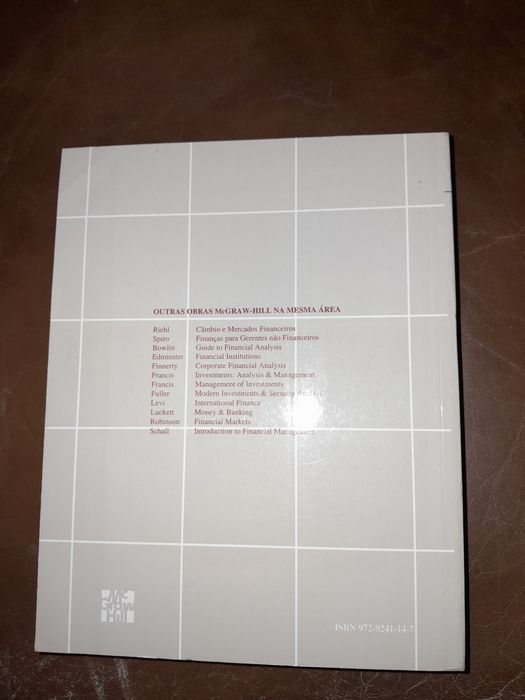 OUTRAS OBRAS McGRAW-HILL NA MESMA ÁREA
Riehl Câmbio e Mercados Financeiros
Spiro Finanças para Gerentes não Financeiros
Bowlin Guide to Financial Analysis
Edminster Financial Institutions
Finnerty Corporate Financial Analysis
Francis Investments: Analysis & Management
Francis Management of Investments
Fuller Modern Investments & Security Analysis
Levi International Finance
Luckett Money & Banking
Robinson Financial Markets
Schall Introduction to Financial Management
Mc
Graw
Hill
ISBN 972-9241-14-7